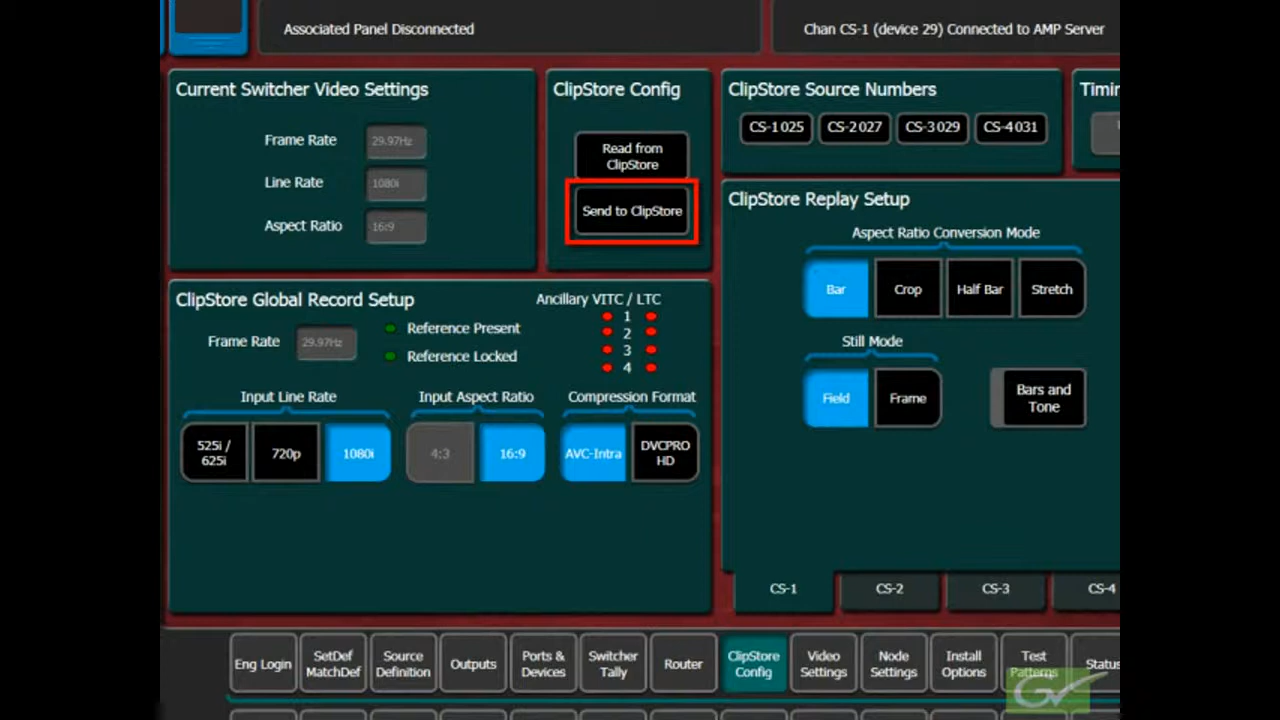 Associated Panel Disconnected
Chan CS-1 (device 29) Connected to AMP Server
Current Switcher Video Settings
Frame Rate
29.97Hz
Line Rate
1080i
Aspect Ratio
16:9
ClipStore Config
Read from
ClipStore
Send to ClipStore
ClipStore Source Numbers
CS-1 025
CS-2 027
CS-3 029
CS-4 031
ClipStore Global Record Setup
Frame Rate
29.97Hz
Reference Present
Reference Locked
Ancillary VITC / LTC
1
2
3
4
Input Line Rate
525i /
625i
720p
1080i
Input Aspect Ratio
4:3
16:9
Compression Format
AVC-Intra
DVCPRO
HD
ClipStore Replay Setup
Aspect Ratio Conversion Mode
Bar
Crop
Half Bar
Stretch
Still Mode
Field
Frame
Bars and
Tone
CS-1
CS-2
CS-3
CS-4
Eng Login
SetDef
MatchDef
Source
Definition
Outputs
Ports &
Devices
Switcher
Tally
Router
ClipStore
Config
Video
Settings
Node
Settings
Install
Options
Test
Patterns
Status